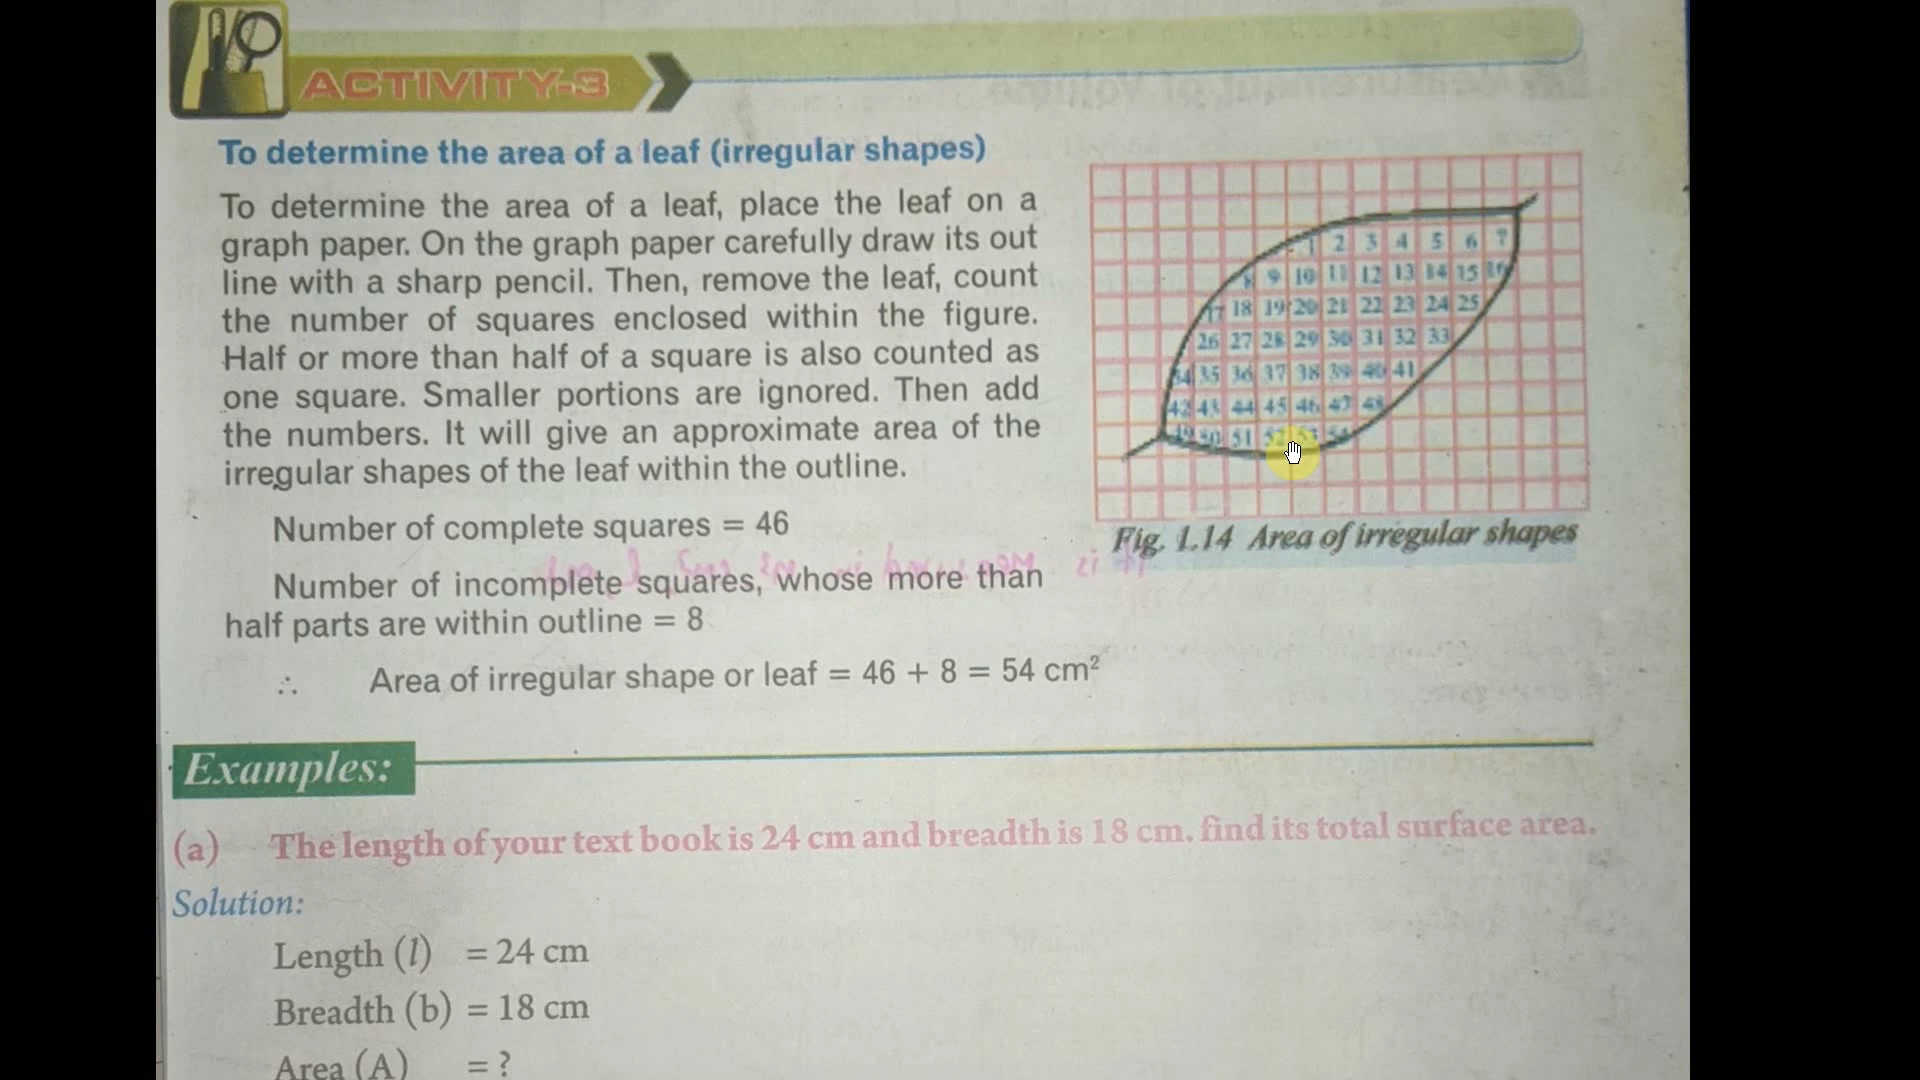 ACTIVITY-3
To determine the area of a leaf (irregular shapes)
To determine the area of a leaf, place the leaf on a
graph paper. On the graph paper carefully draw its out
line with a sharp pencil. Then, remove the leaf, count
the number of squares enclosed within the figure.
Half or more than half of a square is also counted as
one square. Smaller portions are ignored. Then add
the numbers. It will give an approximate area of the
irregular shapes of the leaf within the outline.
1 2 3 4 5 6 7
8 9 10 11 12 13 14 15 16
17 18 19 20 21 22 23 24 25
26 27 28 29 30 31 32 33
34 35 36 37 38 39 40 41
42 43 44 45 46 47 48
49 50 51 52 53 54
Fig. 1.14 Area of irregular shapes
Number of complete squares = 46
Number of incomplete squares, whose more than
half parts are within outline = 8
∴ Area of irregular shape or leaf = 46 + 8 = 54 cm²
Examples:
(a) The length of your text book is 24 cm and breadth is 18 cm. find its total surface area.
Solution:
Length (l) = 24 cm
Breadth (b) = 18 cm
Area (A) = ?